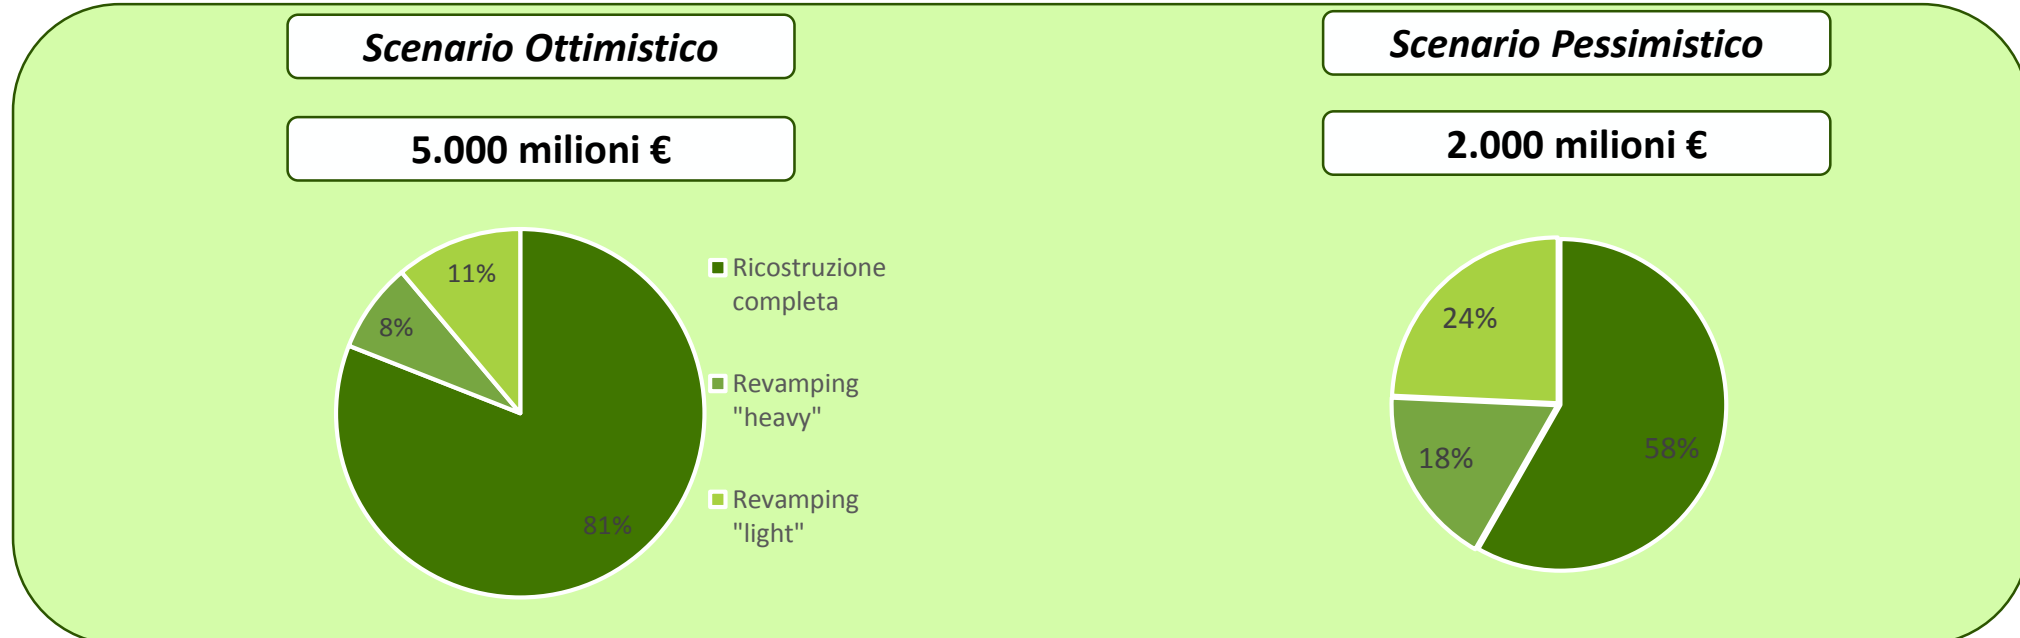 Scenario Ottimistico
5.000 milioni €
11%
8%
81%
Ricostruzione
completa
Revamping
"heavy"
Revamping
"light"
Scenario Pessimistico
2.000 milioni €
24%
18%
58%